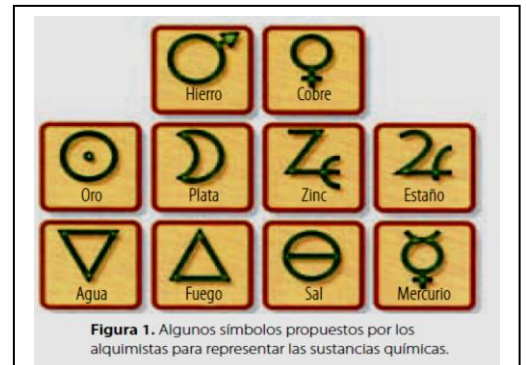 Hierro Cobre
Oro Plata Zinc Estaño
Agua Fuego Sal Mercurio
Figura 1. Algunos símbolos propuestos por los
alquimistas para representar las sustancias químicas.